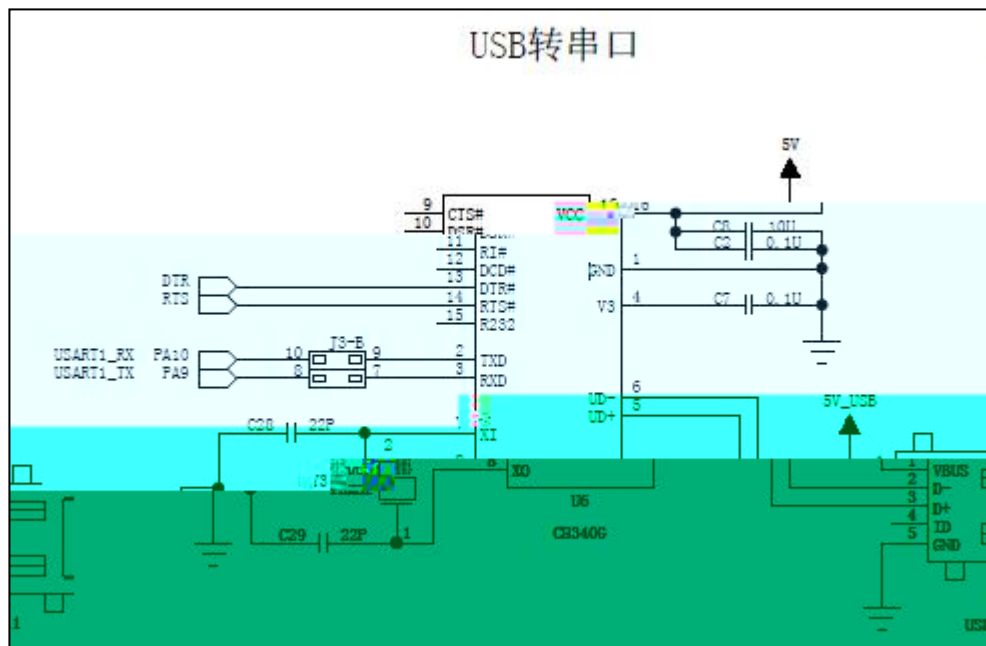 USB转串口
5V
9 CTS# VCC
10 DSR# C8 10U
11 RI# C2 0.1U
12 DCD# GND 1
DTR 13 DTR#
RTS 14 RTS# V3 4 C7 0.1U
15 R232
J3-B
USART1_RX PA10 10 9 2 TXD
USART1_TX PA9 8 7 3 RXD
UD- 6
UD+ 5
5V_USB
C28 22P XI
2
8 XO
1 VBUS
2 D-
3 D+
4 ID
5 GND
U6
C29 22P 1 CH340G
1